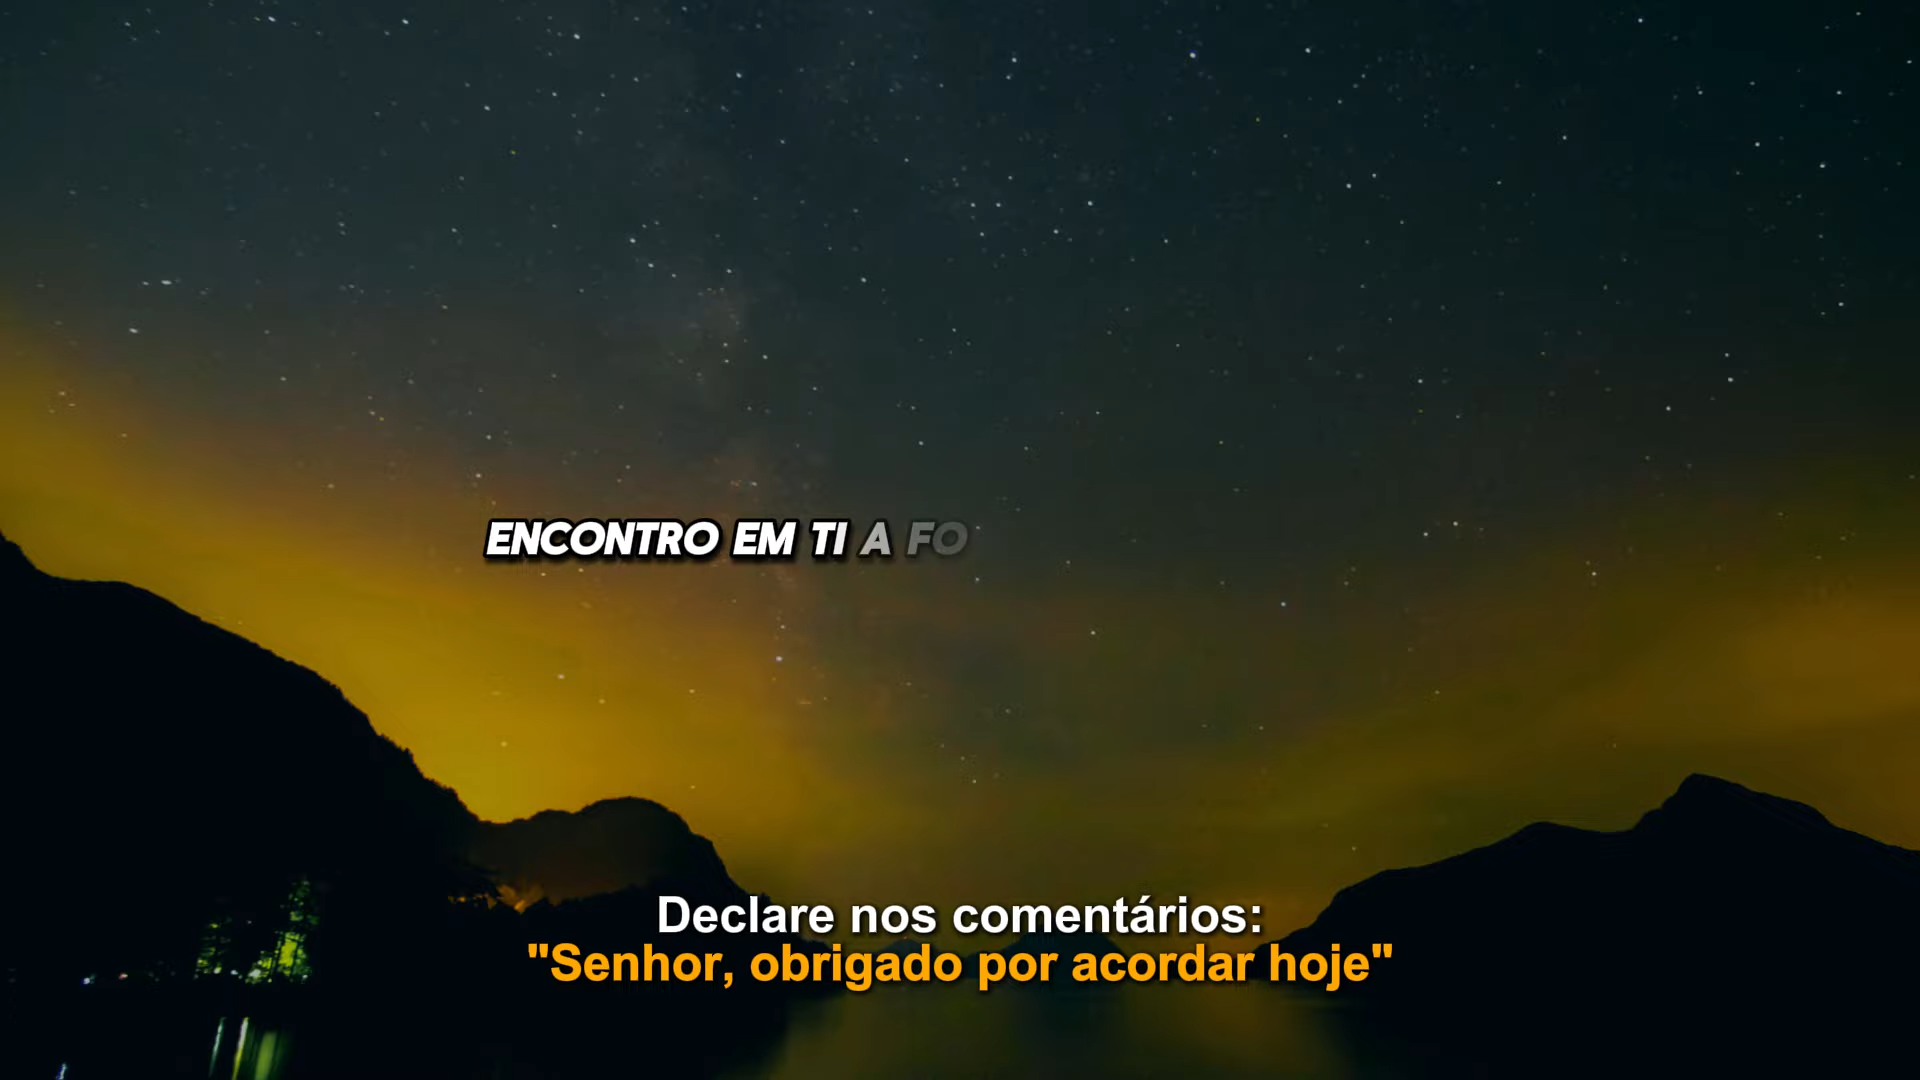 ENCONTRO EM TI A FO
Declare nos comentários:
"Senhor, obrigado por acordar hoje"